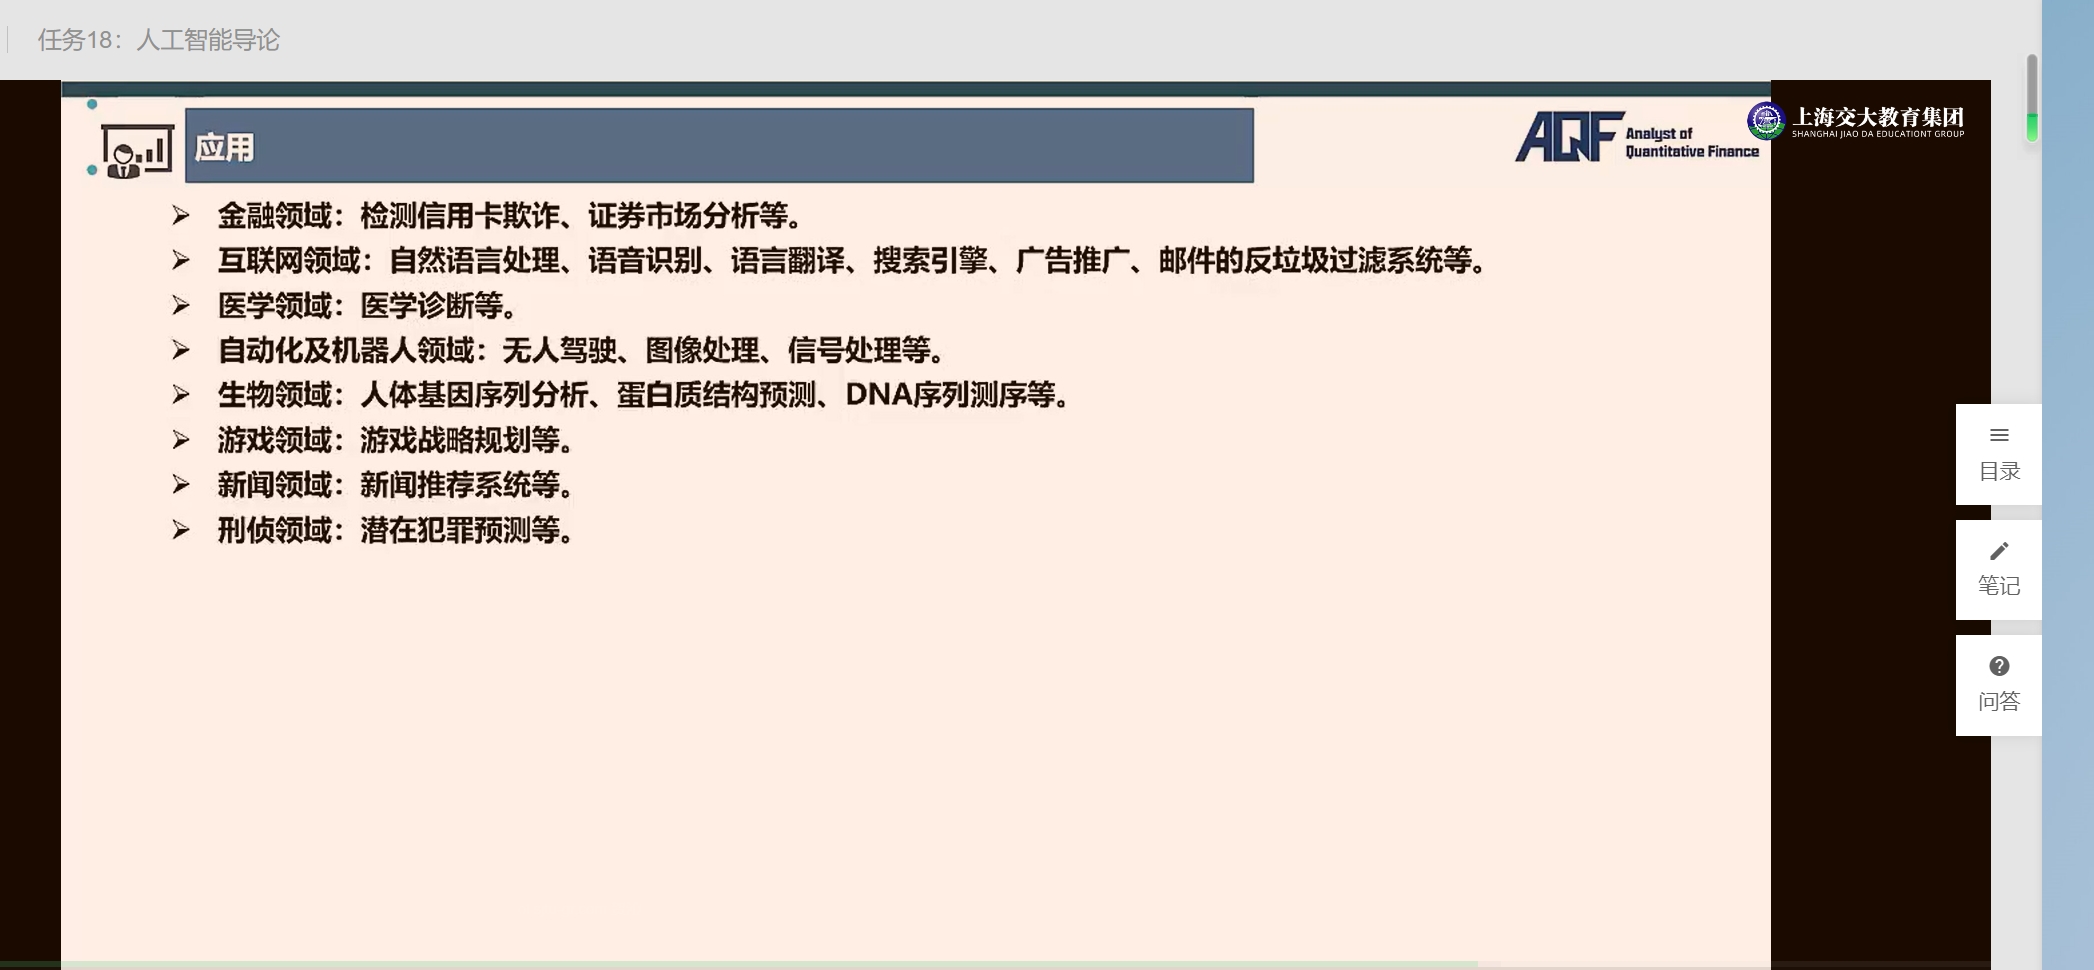 任务18：人工智能导论
应用
AQF Analyst of
Quantitative Finance
上海交大教育集团
SHANGHAI JIAO DA EDUCATIONT GROUP
➢ 金融领域：检测信用卡欺诈、证券市场分析等。
➢ 互联网领域：自然语言处理、语音识别、语言翻译、搜索引擎、广告推广、邮件的反垃圾过滤系统等。
➢ 医学领域：医学诊断等。
➢ 自动化及机器人领域：无人驾驶、图像处理、信号处理等。
➢ 生物领域：人体基因序列分析、蛋白质结构预测、DNA序列测序等。
➢ 游戏领域：游戏战略规划等。
➢ 新闻领域：新闻推荐系统等。
➢ 刑侦领域：潜在犯罪预测等。
目录
笔记
问答